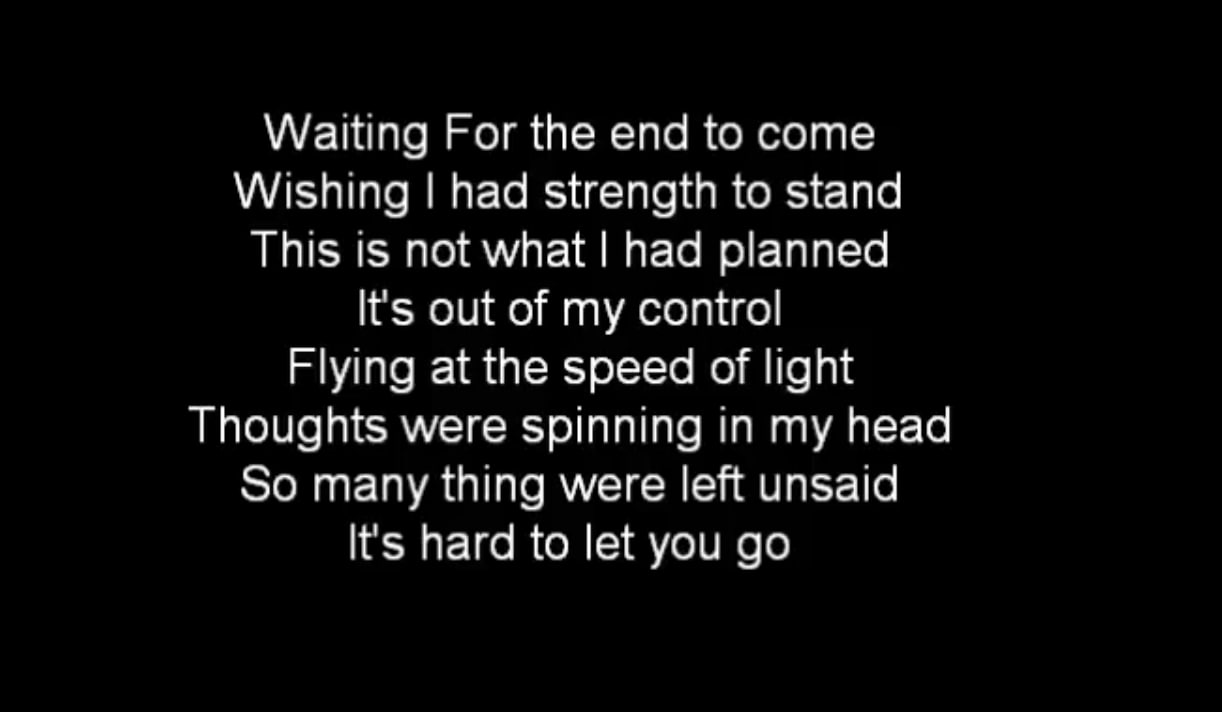 Waiting For the end to come
Wishing I had strength to stand
This is not what I had planned
It's out of my control
Flying at the speed of light
Thoughts were spinning in my head
So many thing were left unsaid
It's hard to let you go